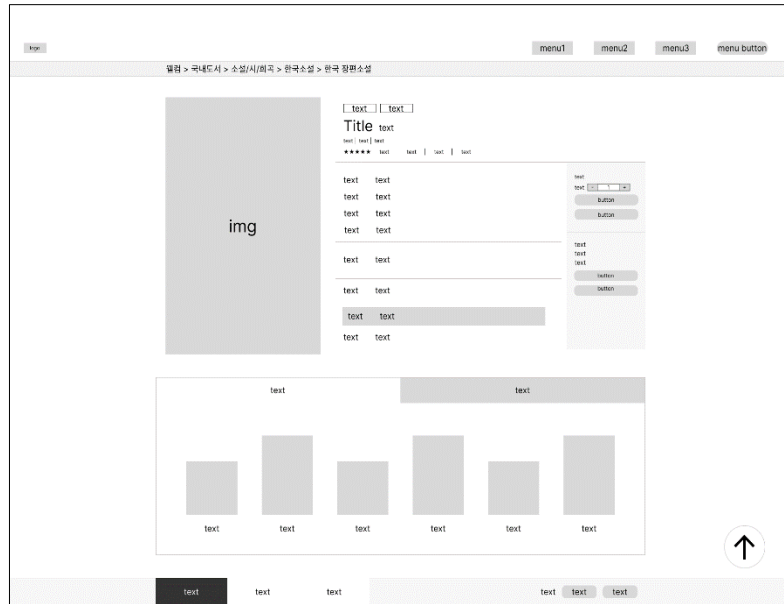 logo
menu1 menu2 menu3 menu button
웰컴 > 국내도서 > 소설/시/희곡 > 한국소설 > 한국 장편소설
text text
Title text
text | text | text
★★★★★ text text | text | text
img
text text
text text
text text
text text
text text
text text
text text
text text
text
text - 1 +
button
button
text
text
text
button
button
text text
text text text text text text
text text text text text text